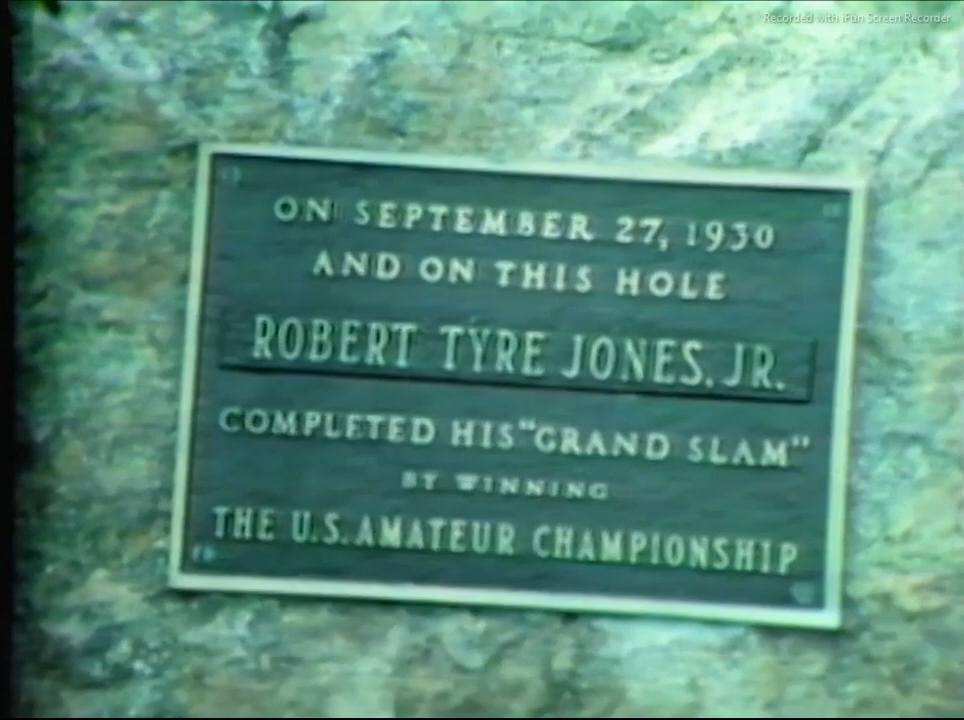 Recorded with iFun Screen Recorder
ON SEPTEMBER 27, 1930
AND ON THIS HOLE
ROBERT TYRE JONES, JR.
COMPLETED HIS "GRAND SLAM"
BY WINNING
THE U.S. AMATEUR CHAMPIONSHIP